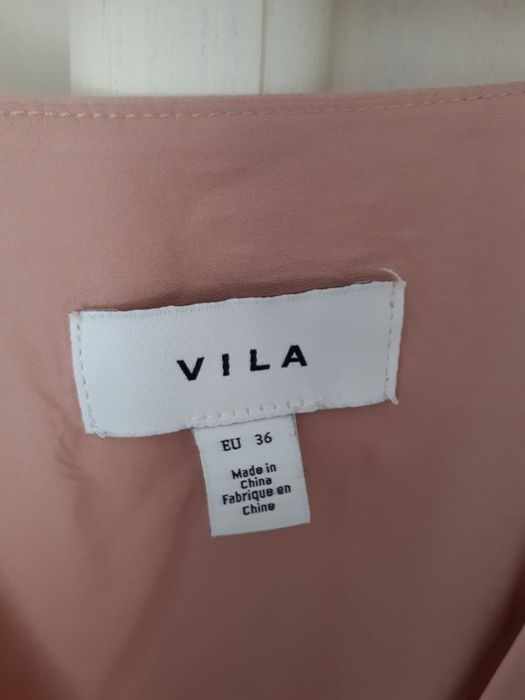 VILA
EU 36
Made in
China
Fabrique en
Chine